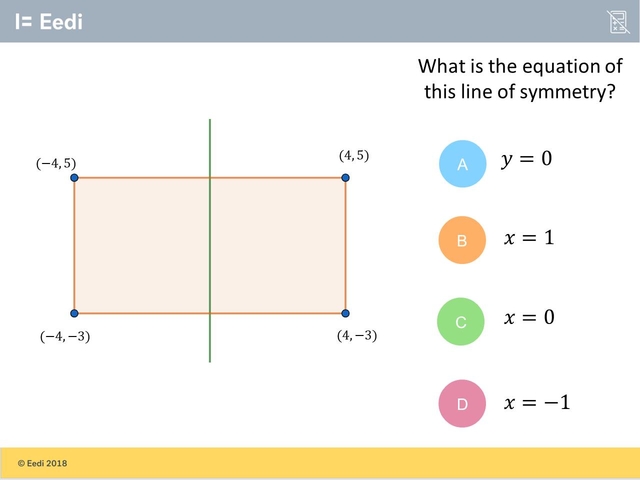 Eedi
What is the equation of
this line of symmetry?
(−4, 5)
(4, 5)
(−4, −3)
(4, −3)
A y = 0
B x = 1
C x = 0
D x = −1
© Eedi 2018